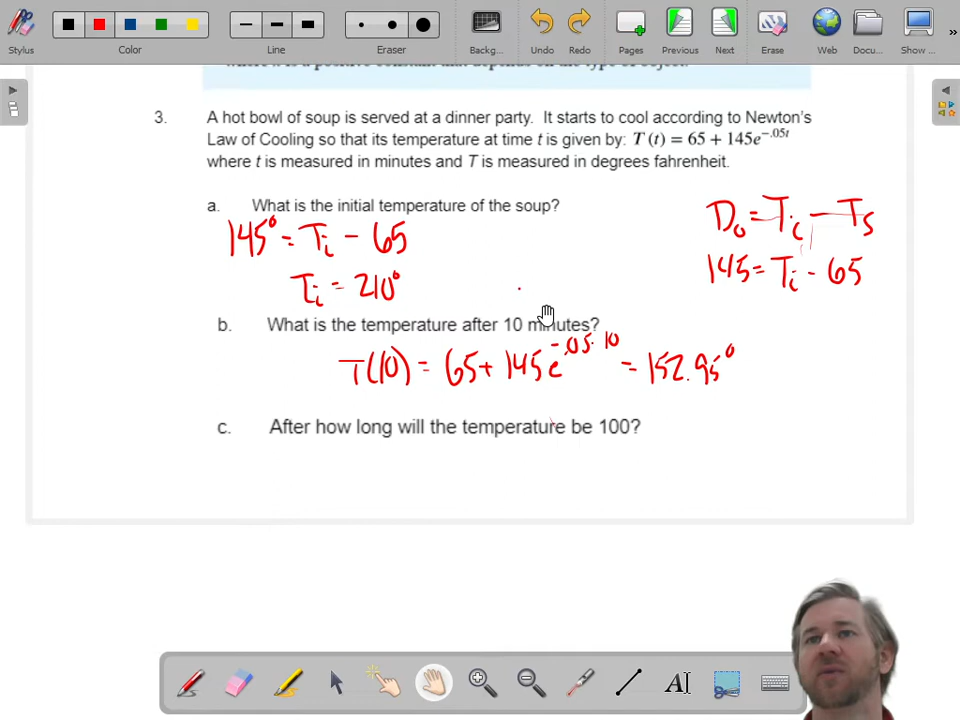 Stylus
Color
Line
Eraser
Backg...
Undo
Redo
Pages
Previous
Next
Erase
Web
Docu...
Show ...
»
3. A hot bowl of soup is served at a dinner party. It starts to cool according to Newton's
Law of Cooling so that its temperature at time t is given by: T (t) = 65 + 145e^{-.05t}
where t is measured in minutes and T is measured in degrees fahrenheit.
a. What is the initial temperature of the soup?
145° = Ti - 65
Ti = 210°
D₀ = Ti - Ts
145 = Ti - 65
b. What is the temperature after 10 minutes?
T(10) = 65 + 145 e^{-.05·10} = 152.95°
c. After how long will the temperature be 100?